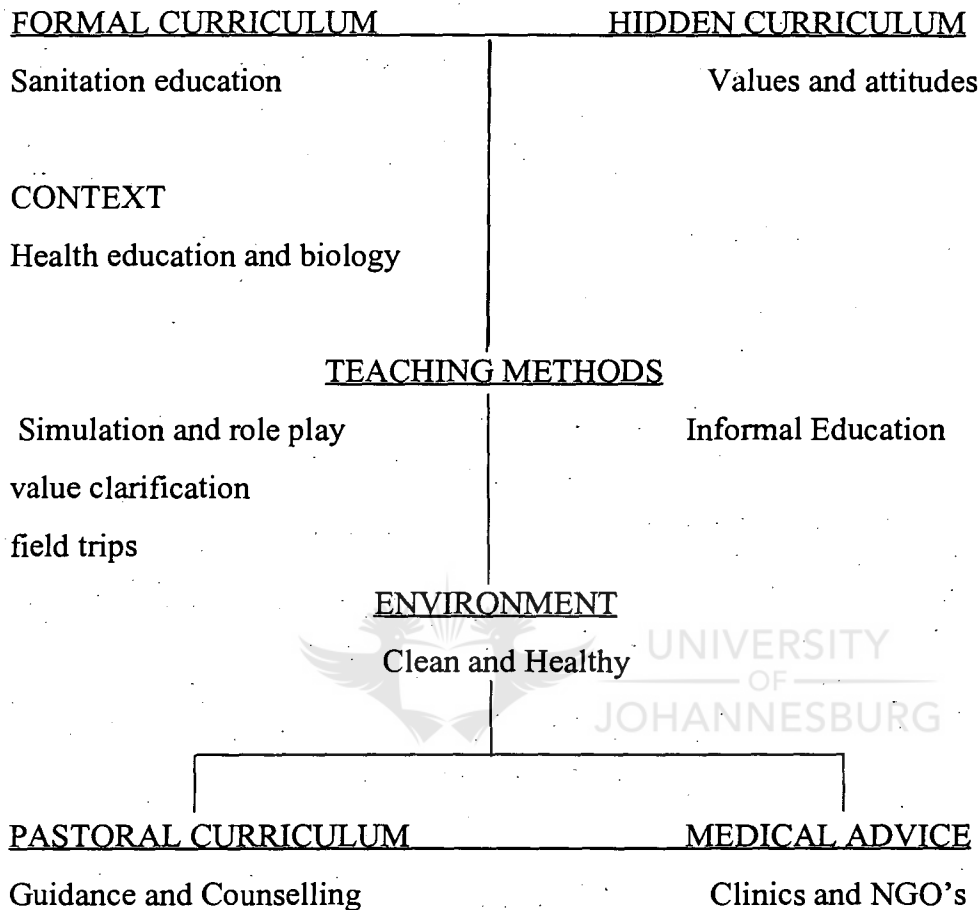 FORMAL CURRICULUM HIDDEN CURRICULUM
Sanitation education Values and attitudes
CONTEXT
Health education and biology
TEACHING METHODS
Simulation and role play Informal Education
value clarification
field trips
ENVIRONMENT
Clean and Healthy
UNIVERSITY
OF
JOHANNESBURG
PASTORAL CURRICULUM MEDICAL ADVICE
Guidance and Counselling Clinics and NGO's